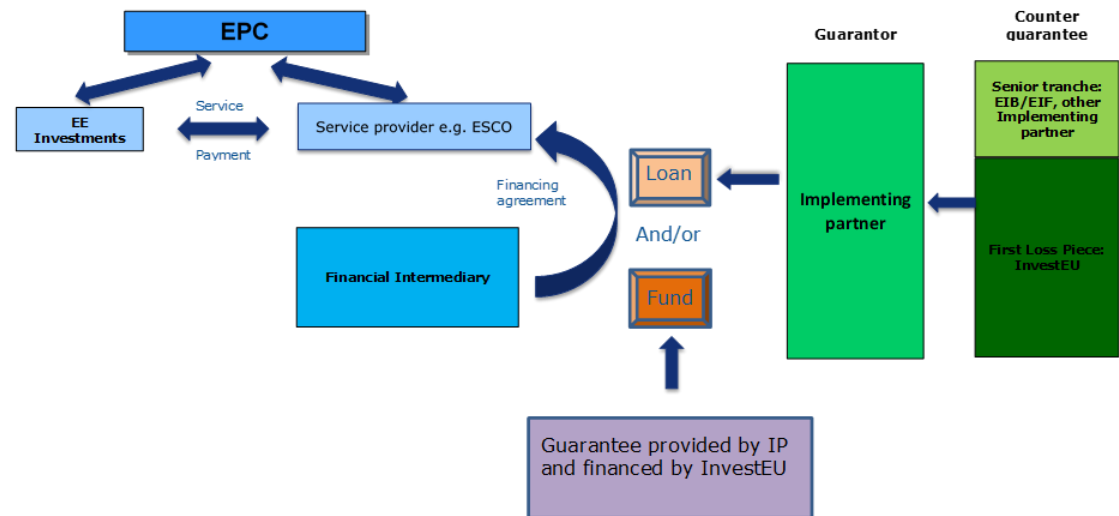 EPC
Guarantor
Counter
guarantee
Senior tranche:
EIB/EIF, other
Implementing
partner
EE
Investments
Service
Payment
Service provider e.g. ESCO
Financing
agreement
Loan
And/or
Fund
Implementing
partner
First Loss Piece:
InvestEU
Financial Intermediary
Guarantee provided by IP
and financed by InvestEU